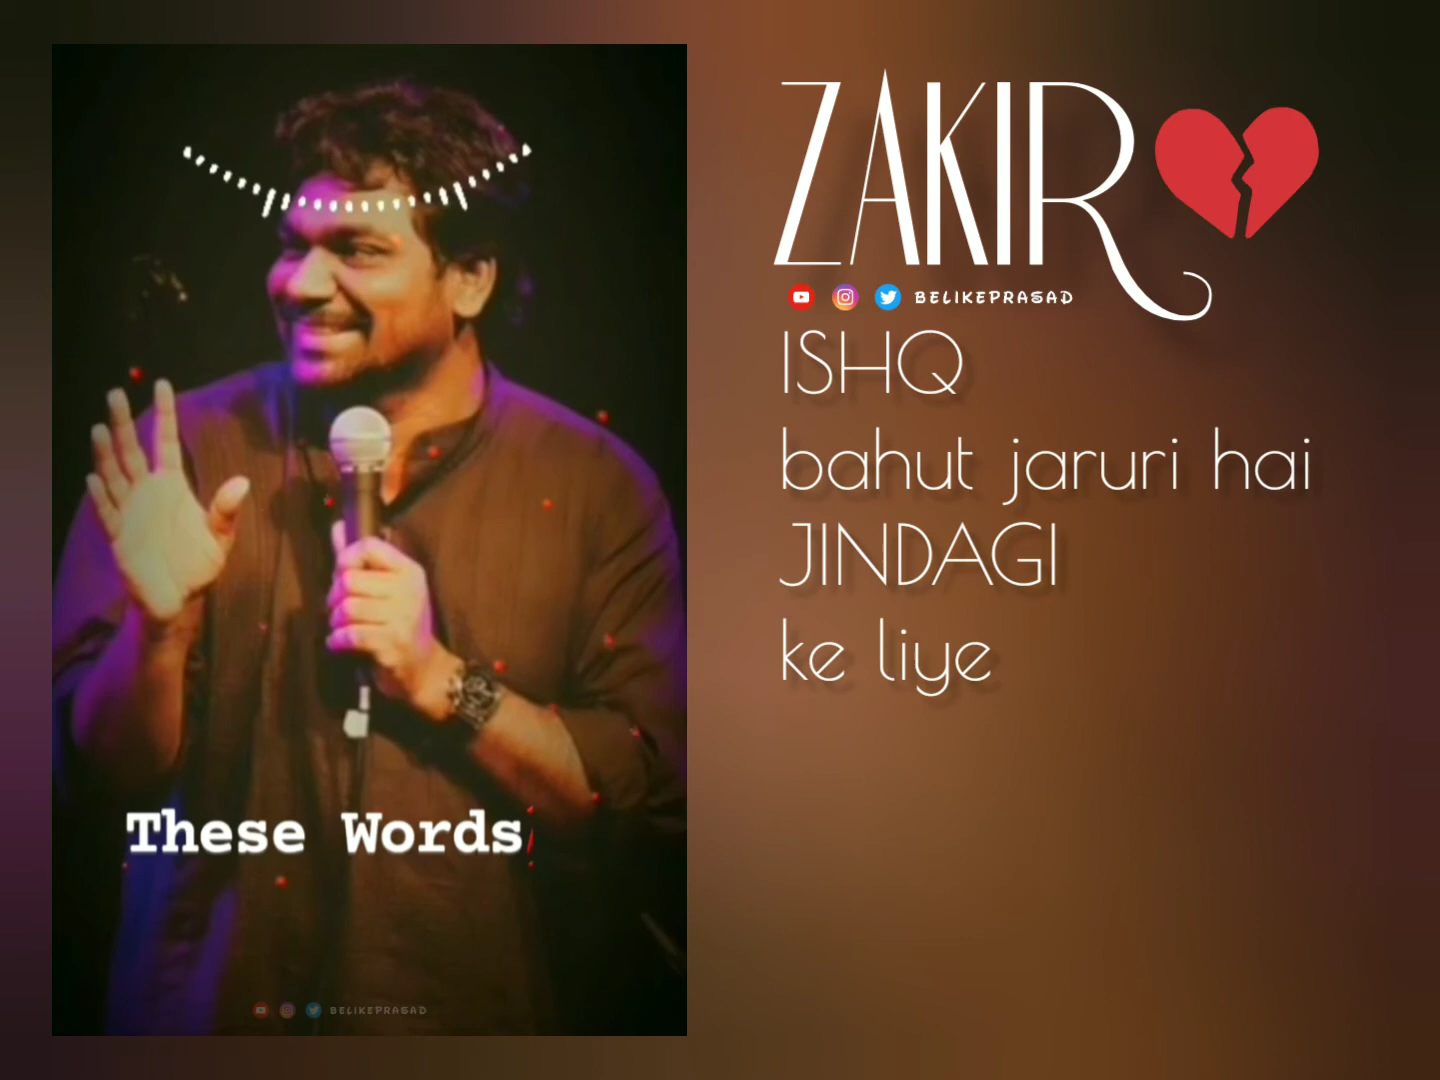 ZAKIR
BELIKEPRASAD
ISHQ
bahut jaruri hai
JINDAGI
ke liye
These Words
BELIKEPRASAD